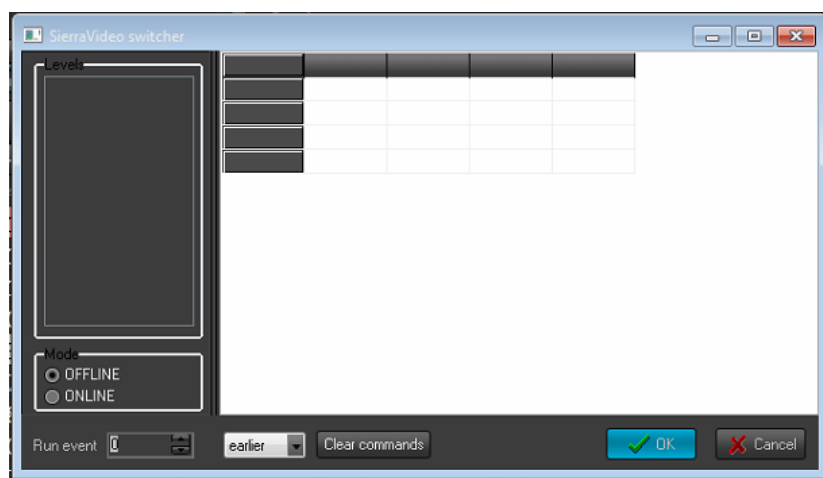 SierraVideo switcher
Levels
Mode
OFFLINE
ONLINE
Run event 0 earlier Clear commands OK Cancel